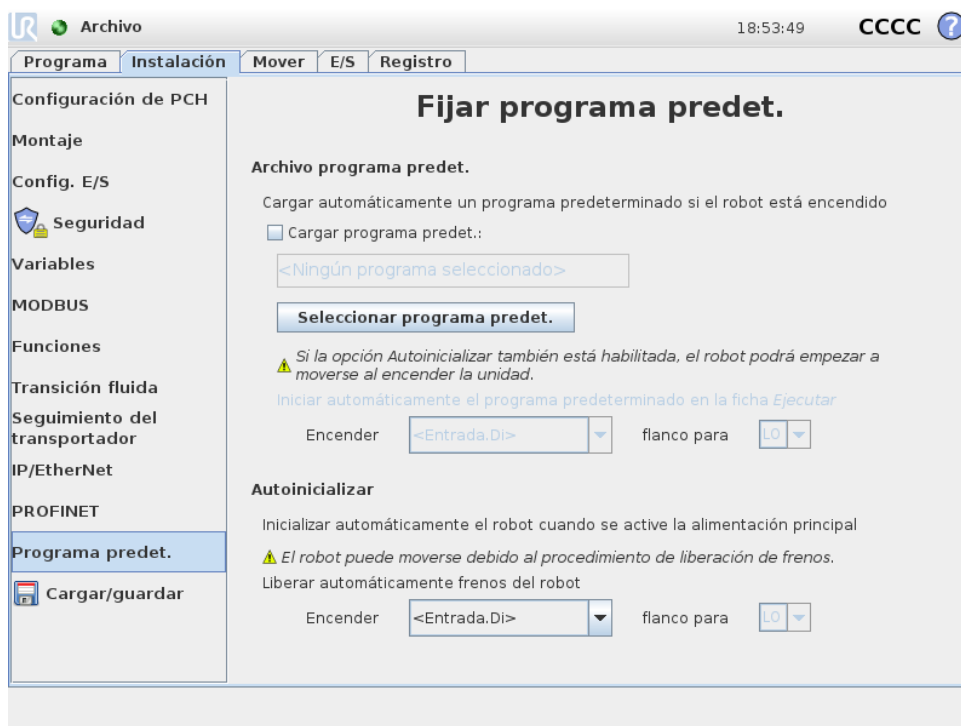 UR Archivo 18:53:49 CCCC ?
Programa Instalación Mover E/S Registro
Configuración de PCH
Montaje
Config. E/S
Seguridad
Variables
MODBUS
Funciones
Transición fluida
Seguimiento del
transportador
IP/EtherNet
PROFINET
Programa predet.
Cargar/guardar
Fijar programa predet.
Archivo programa predet.
Cargar automáticamente un programa predeterminado si el robot está encendido
Cargar programa predet.:
<Ningún programa seleccionado>
Seleccionar programa predet.
Si la opción Autoinicializar también está habilitada, el robot podrá empezar a
moverse al encender la unidad.
Iniciar automáticamente el programa predeterminado en la ficha Ejecutar
Encender <Entrada.Di> flanco para LO
Autoinicializar
Inicializar automáticamente el robot cuando se active la alimentación principal
El robot puede moverse debido al procedimiento de liberación de frenos.
Liberar automáticamente frenos del robot
Encender <Entrada.Di> flanco para LO